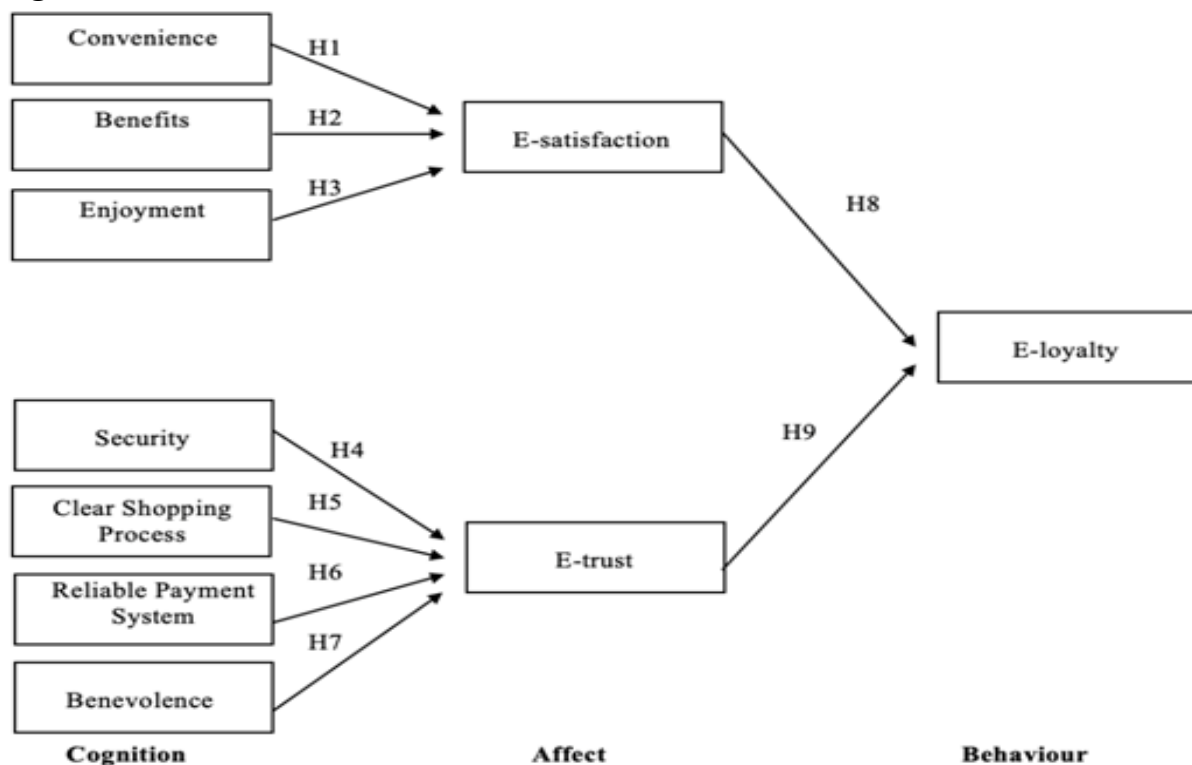 Convenience
H1
Benefits
H2
E-satisfaction
Enjoyment
H3
H8
E-loyalty
Security
H4
H9
Clear Shopping
Process
H5
E-trust
Reliable Payment
System
H6
H7
Benevolence
Cognition
Affect
Behaviour